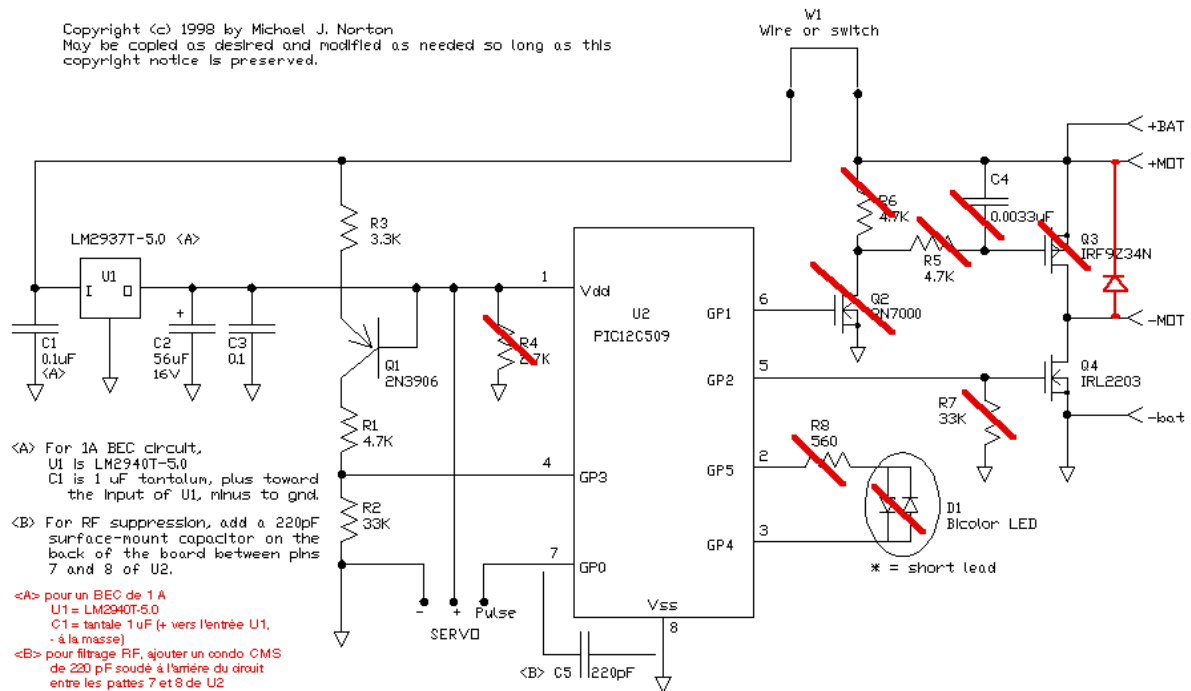 Copyright (c) 1998 by Michael J. Norton
May be copied as desired and modified as needed so long as this
copyright notice is preserved.
W1
Wire or switch
+BAT
+MOT
C4
0.0033uF
R6
4.7K
R3
3.3K
LM2937T-5.0 <A>
U1
I O
R5
4.7K
Q3
IRF9Z34N
1
Vdd
U2
PIC12C509
6
GP1
Q2
2N7000
-MOT
C1
0.1uF
<A>
+
C2
56uF
16V
C3
0.1
Q1
2N3906
R4
2.7K
5
GP2
Q4
IRL2203
R7
33K
-bat
R1
4.7K
R8
560
<A> For 1A BEC circuit,
U1 is LM2940T-5.0
C1 is 1 uF tantalum, plus toward
the input of U1, minus to gnd.
4
GP3
2
GP5
R2
33K
D1
Bicolor LED
<B> For RF suppression, add a 220pF
surface-mount capacitor on the
back of the board between pins
7 and 8 of U2.
3
GP4
7
GP0
* = short lead
- + Pulse
SERVO
Vss
8
<B> C5 220pF
<A> pour un BEC de 1 A
U1 = LM2940T-5.0
C1 = tantale 1 uF (+ vers l'entrée U1,
- à la masse)
<B> pour filtrage RF, ajouter un condo CMS
de 220 pF soudé à l'arrière du circuit
entre les pattes 7 et 8 de U2